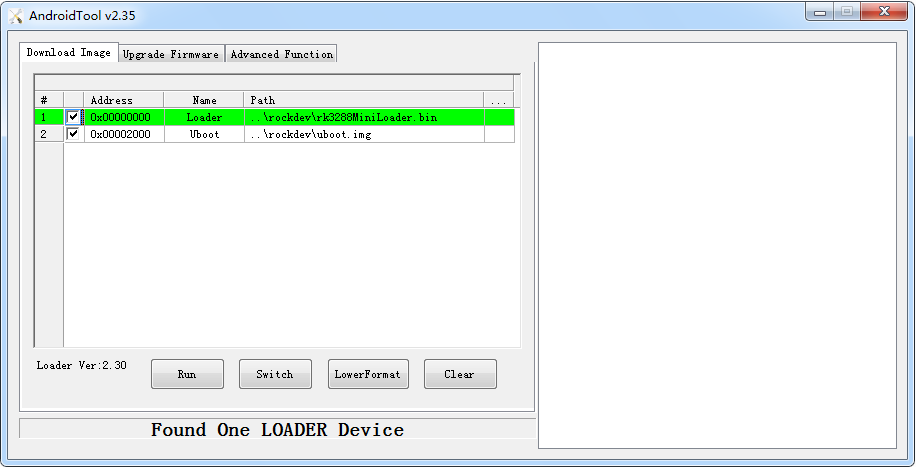 AndroidTool v2.35
Download Image Upgrade Firmware Advanced Function
# Address Name Path ...
1 0x00000000 Loader ..\rockdev\rk3288MiniLoader.bin
2 0x00002000 Uboot ..\rockdev\uboot.img
Loader Ver:2.30 Run Switch LowerFormat Clear
Found One LOADER Device